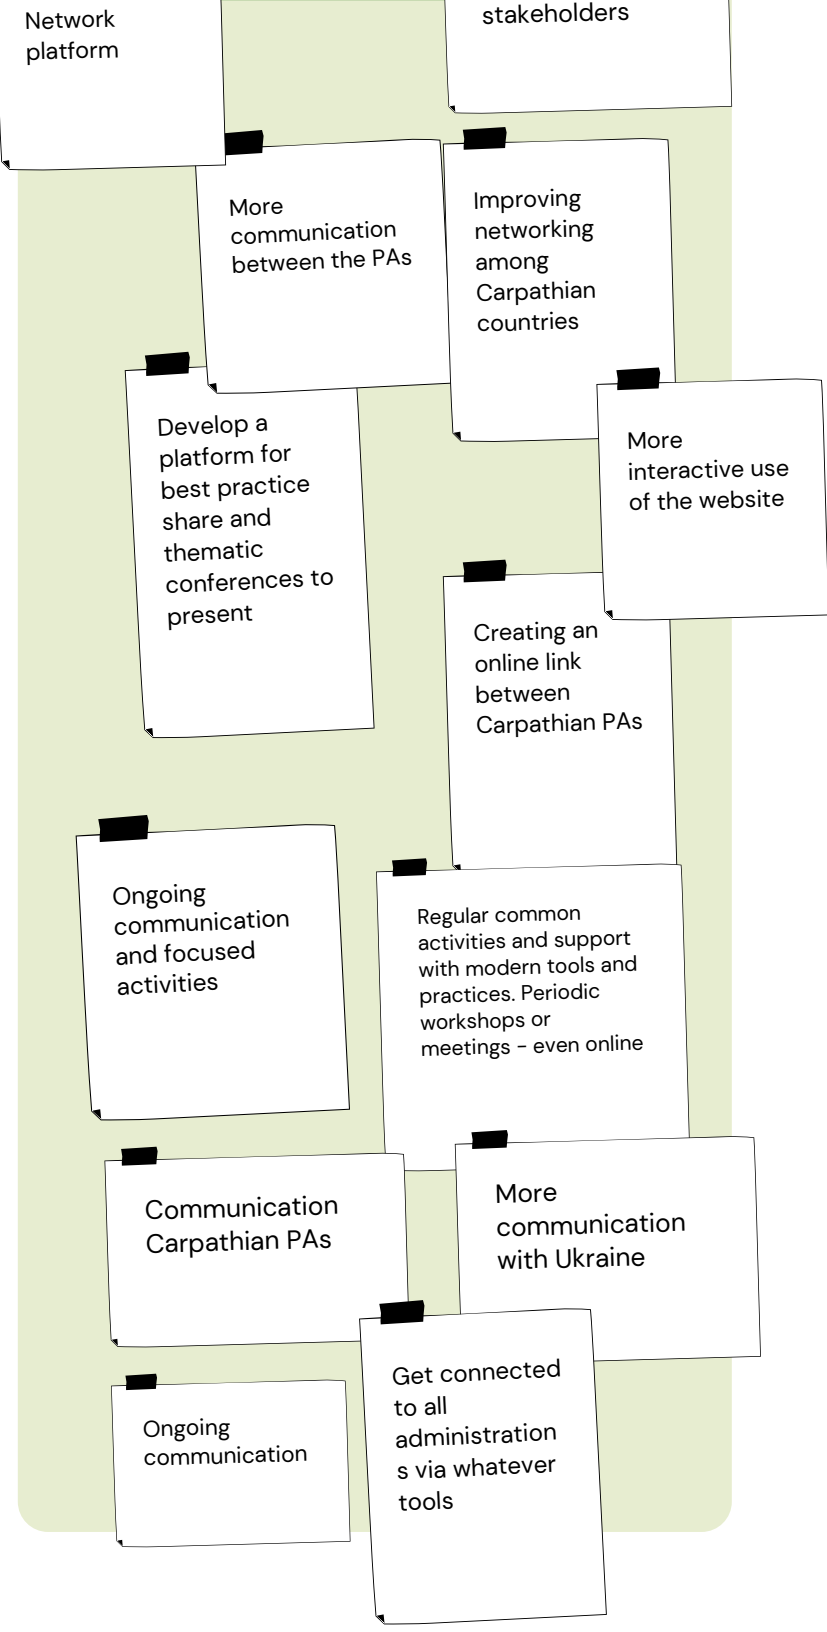 Network
platform
stakeholders
More
communication
between the PAs
Improving
networking
among
Carpathian
countries
Develop a
platform for
best practice
share and
thematic
conferences to
present
More
interactive use
of the website
Creating an
online link
between
Carpathian PAs
Ongoing
communication
and focused
activities
Regular common
activities and support
with modern tools and
practices. Periodic
workshops or
meetings - even online
Communication
Carpathian PAs
More
communication
with Ukraine
Get connected
to all
administration
s via whatever
tools
Ongoing
communication